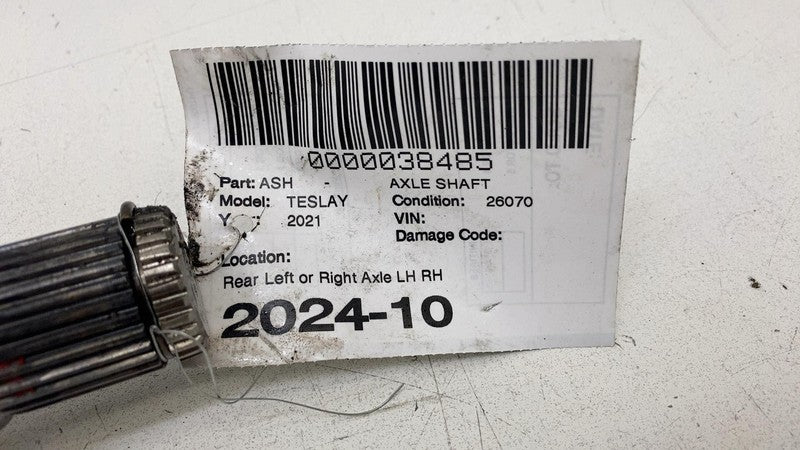 0000038485
Part: ASH - AXLE SHAFT
Model: TESLAY Condition: 26070
2021 VIN:
Damage Code:
Location:
Rear Left or Right Axle LH RH
2024-10